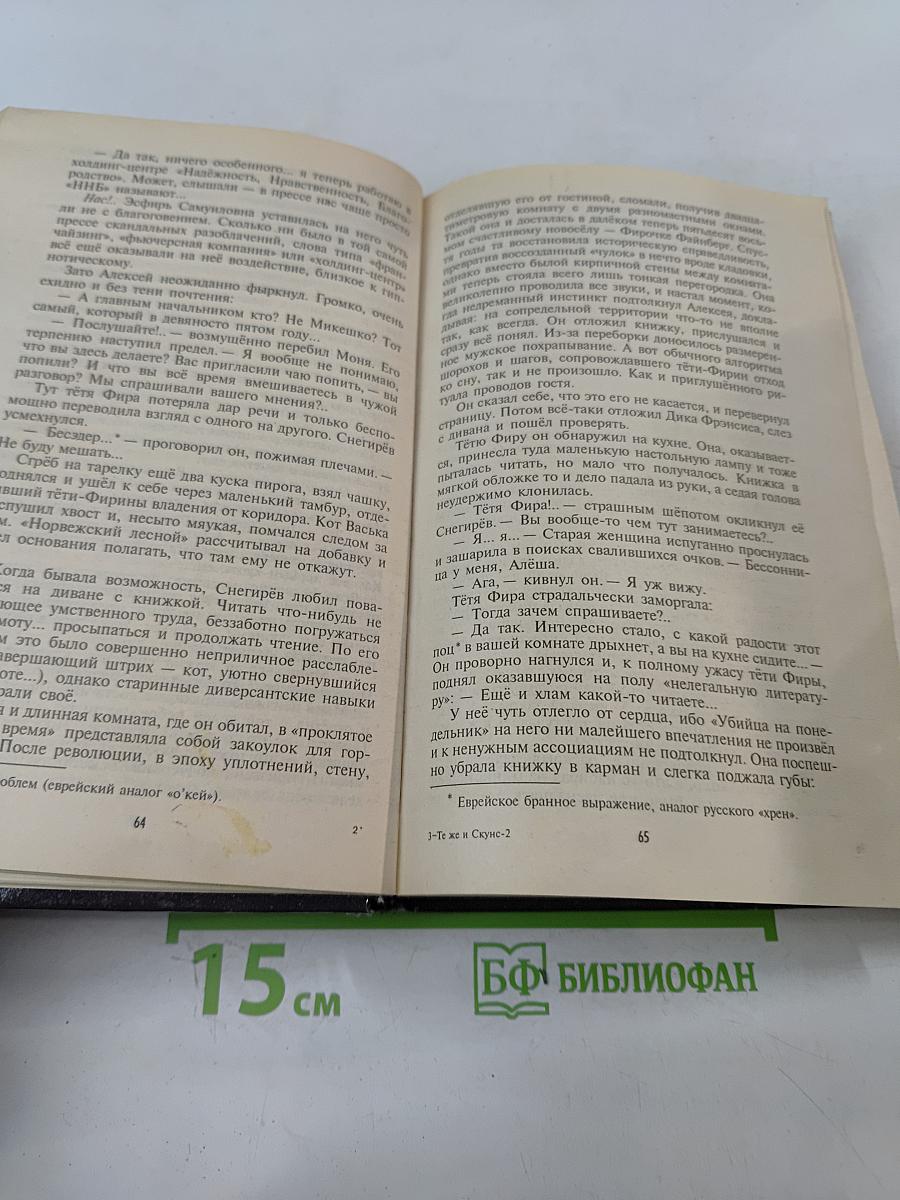 — Да так, ничего особенного... я теперь работаю в
холдинг-центре «Надёжность, Нравственность, Благо-
родство». Может, слышали — в прессе нас чаще просто
«ННБ» называют...
Нас!. Эсфирь Самуиловна уставилась на него чуть
ли не с благоговением. Сколько ни было в той самой
прессе скандальных разоблачений, слова типа «фран-
чайзинг», «фьючерсная компания» или «холдинг-центр»
всё ещё оказывали на неё воздействие, близкое к гип-
нотическому.
Зато Алексей неожиданно фыркнул. Громко, очень
ехидно и без тени почтения:
— А главным начальником кто? Не Микешко? Тот
самый, который в девяносто пятом году...
— Послушайте!.. — возмущённо перебил Моня. Его
терпению наступил предел. — Я вообще не понимаю,
что вы здесь делаете? Вас пригласили чаю попить, — вы
попили? И что вы всё время вмешиваетесь в чужой
разговор? Мы спрашивали вашего мнения?..
Тут тётя Фира потеряла дар речи и только беспо-
мощно переводила взгляд с одного на другого. Снегирёв
усмехнулся.
— Бесэдер...* — проговорил он, пожимая плечами. —
Не буду мешать...
Сгрёб на тарелку ещё два куска пирога, взял чашку,
однялся и ушёл к себе через маленький тамбур, отде-
вший тёти-Фирины владения от коридора. Кот Васька
спушил хвост и, несыто мяукая, помчался следом за
м. «Норвежский лесной» рассчитывал на добавку и
ел основания полагать, что там ему не откажут.
Когда бывала возможность, Снегирёв любил пова-
ся на диване с книжкой. Читать что-нибудь не
ующее умственного труда, беззаботно погружаться
моту... просыпаться и продолжать чтение. По его
м это было совершенно неприличное расслабле-
авершающий штрих — кот, уютно свернувшийся
оте...), однако старинные диверсантские навыки
рали своё.
я и длинная комната, где он обитал, в «проклятое
время» представляла собой закоулок для гор-
После революции, в эпоху уплотнений, стену,
облем (еврейский аналог «о'кей»).
64
2*
отделявшую его от гостиной, сломали, получив двадца-
тиметровую комнату с двумя разномастными окнами.
Такой она и досталась в далёком теперь пятьдесят вось-
мом счастливому новосёлу — Фирочке Файнберг. Спус-
тя годы та восстановила историческую справедливость,
превратив воссозданный «чулок» в нечто вроде кладовки,
однако вместо былой кирпичной стены между комната-
ми теперь стояла всего лишь тонкая перегородка. Она
великолепно проводила все звуки, и настал момент, ко-
гда недреманный инстинкт подтолкнул Алексея, докла-
дывая: на сопредельной территории что-то не вполне
так, как всегда. Он отложил книжку, прислушался и
сразу всё понял. Из-за переборки доносилось размерен-
ное мужское похрапывание. А вот обычного алгоритма
шорохов и шагов, сопровождавшего тёти-Фирин отход
ко сну, так и не произошло. Как и приглушённого ри-
туала проводов гостя.
Он сказал себе, что это его не касается, и перевернул
страницу. Потом всё-таки отложил Дика Фрэнсиса, слез
с дивана и пошёл проверять.
Тётю Фиру он обнаружил на кухне. Она, оказывает-
ся, принесла туда маленькую настольную лампу и тоже
пыталась читать, но мало что получалось. Книжка в
мягкой обложке то и дело падала из руки, а седая голова
неудержимо клонилась.
— Тётя Фира!.. — страшным шёпотом окликнул её
Снегирёв. — Вы вообще-то чем тут занимаетесь?..
— Я... я... — Старая женщина испуганно проснулась
и зашарила в поисках свалившихся очков. — Бессонни-
ца у меня, Алёша.
— Ага, — кивнул он. — Я уж вижу.
Тётя Фира страдальчески заморгала:
— Тогда зачем спрашиваете?..
— Да так. Интересно стало, с какой радости этот
поц* в вашей комнате дрыхнет, а вы на кухне сидите... —
Он проворно нагнулся и, к полному ужасу тёти Фиры,
поднял оказавшуюся на полу «нелегальную литерату-
ру»: — Ещё и хлам какой-то читаете...
У неё чуть отлегло от сердца, ибо «Убийца на поне-
дельник» на него ни малейшего впечатления не произвёл
и к ненужным ассоциациям не подтолкнул. Она поспеш-
но убрала книжку в карман и слегка поджала губы:
* Еврейское бранное выражение, аналог русского «хрен».
3-Те же и Скунс-2
65
15 см
БФ БИБЛИОФАН